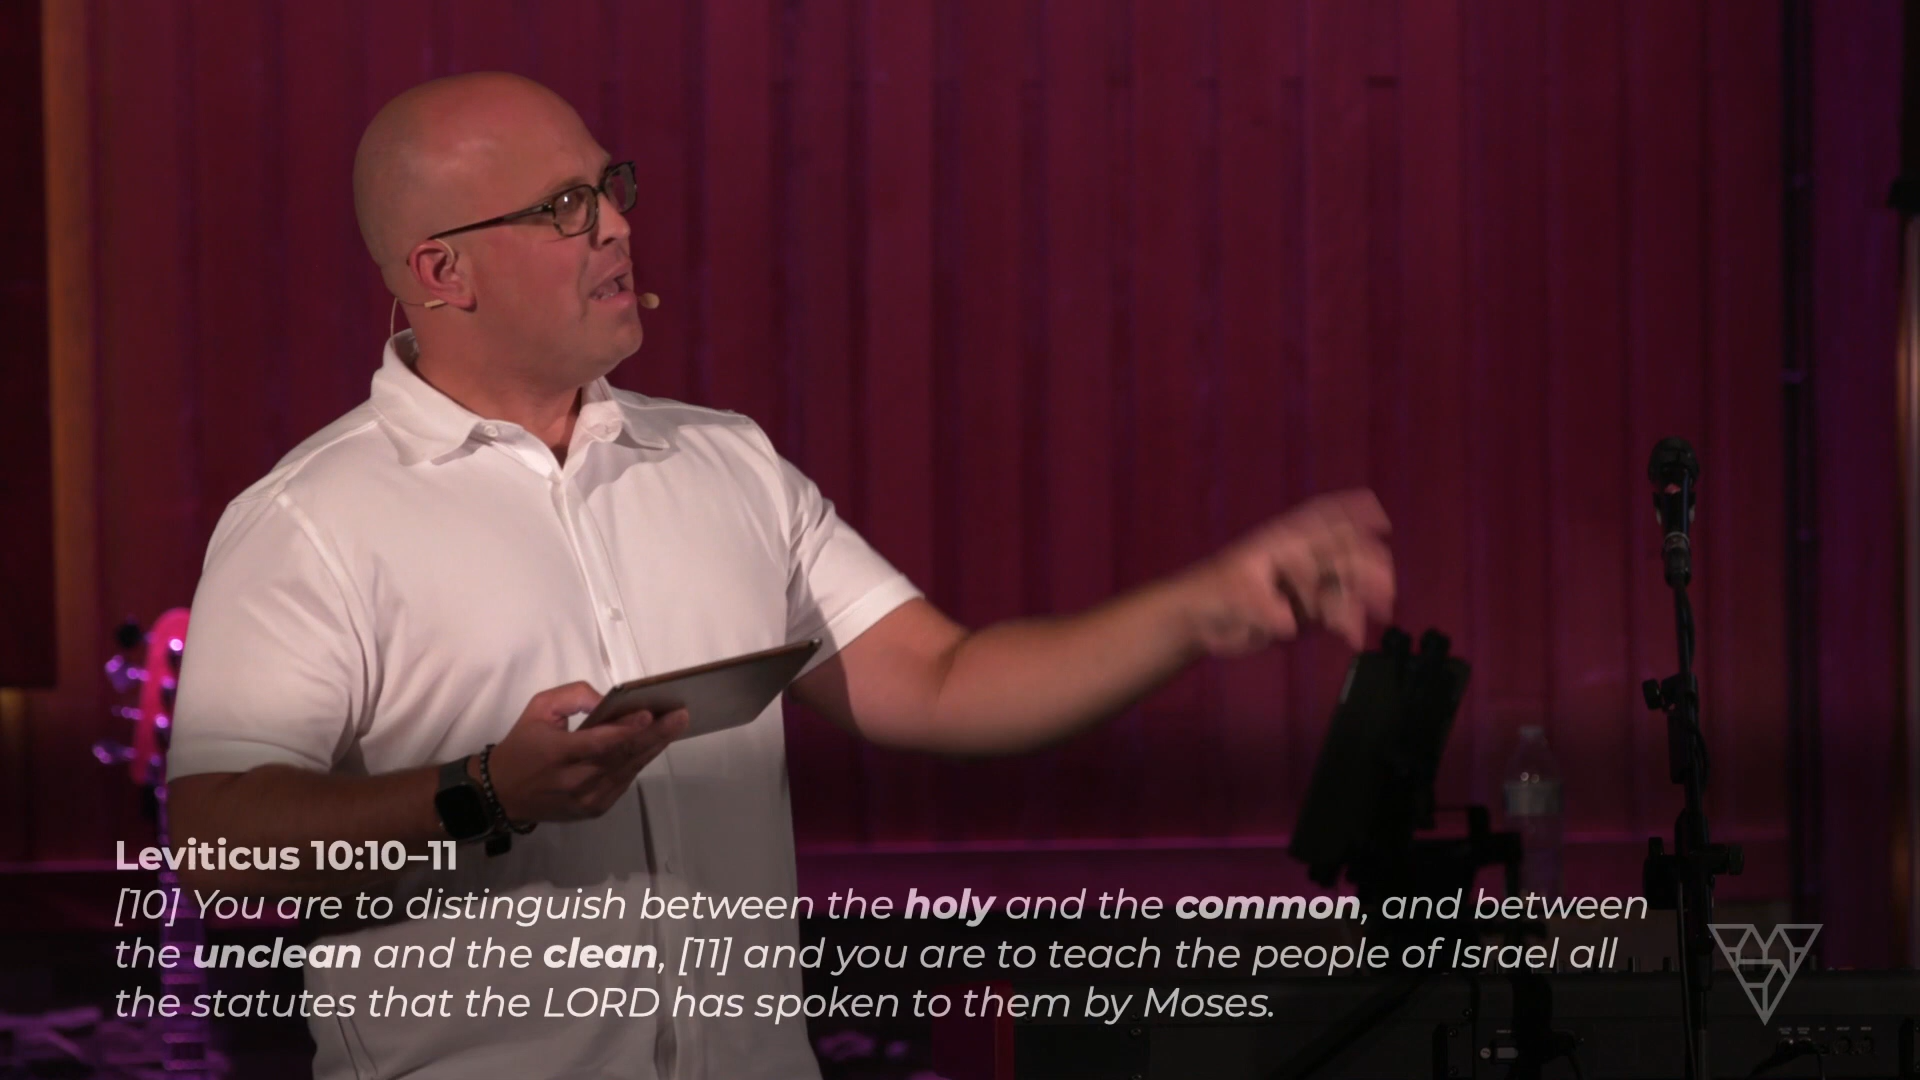 Leviticus 10:10–11
[10] You are to distinguish between the holy and the common, and between
the unclean and the clean, [11] and you are to teach the people of Israel all
the statutes that the LORD has spoken to them by Moses.